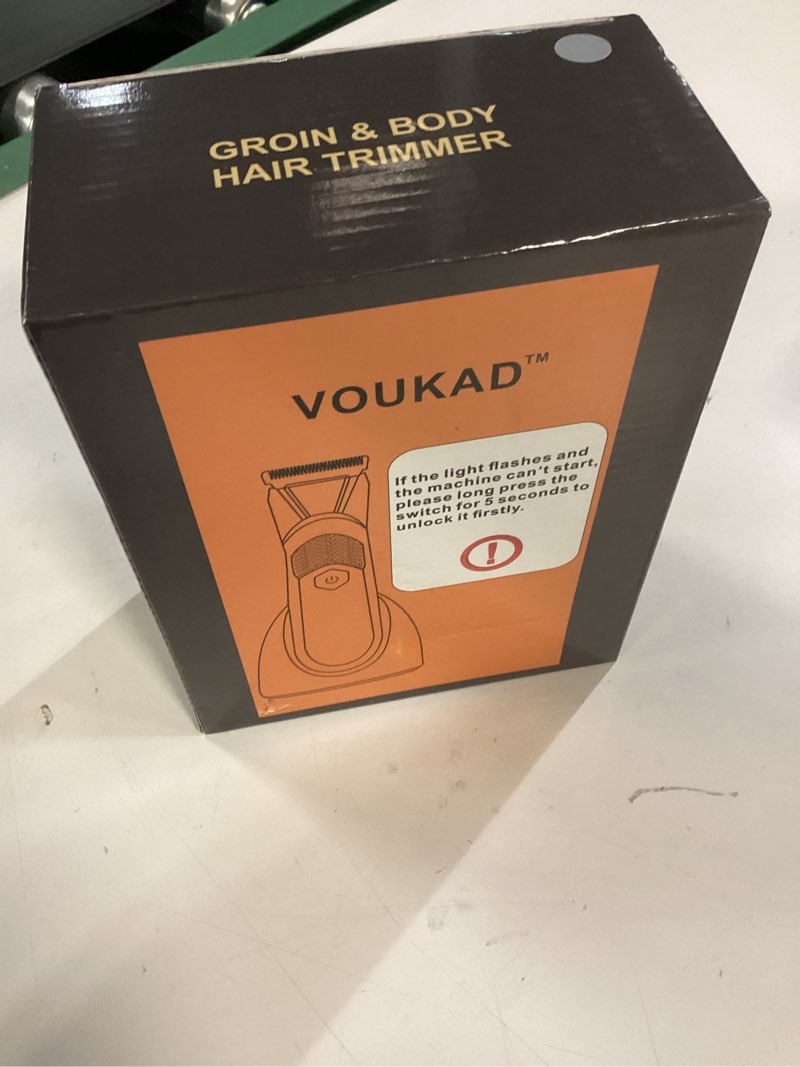 GROIN & BODY
HAIR TRIMMER
VOUKAD™
If the light flashes and
the machine can't start,
please long press the
switch for 5 seconds to
unlock it firstly.
!